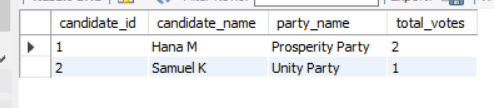 candidate_id candidate_name party_name total_votes
1 Hana M Prosperity Party 2
2 Samuel K Unity Party 1